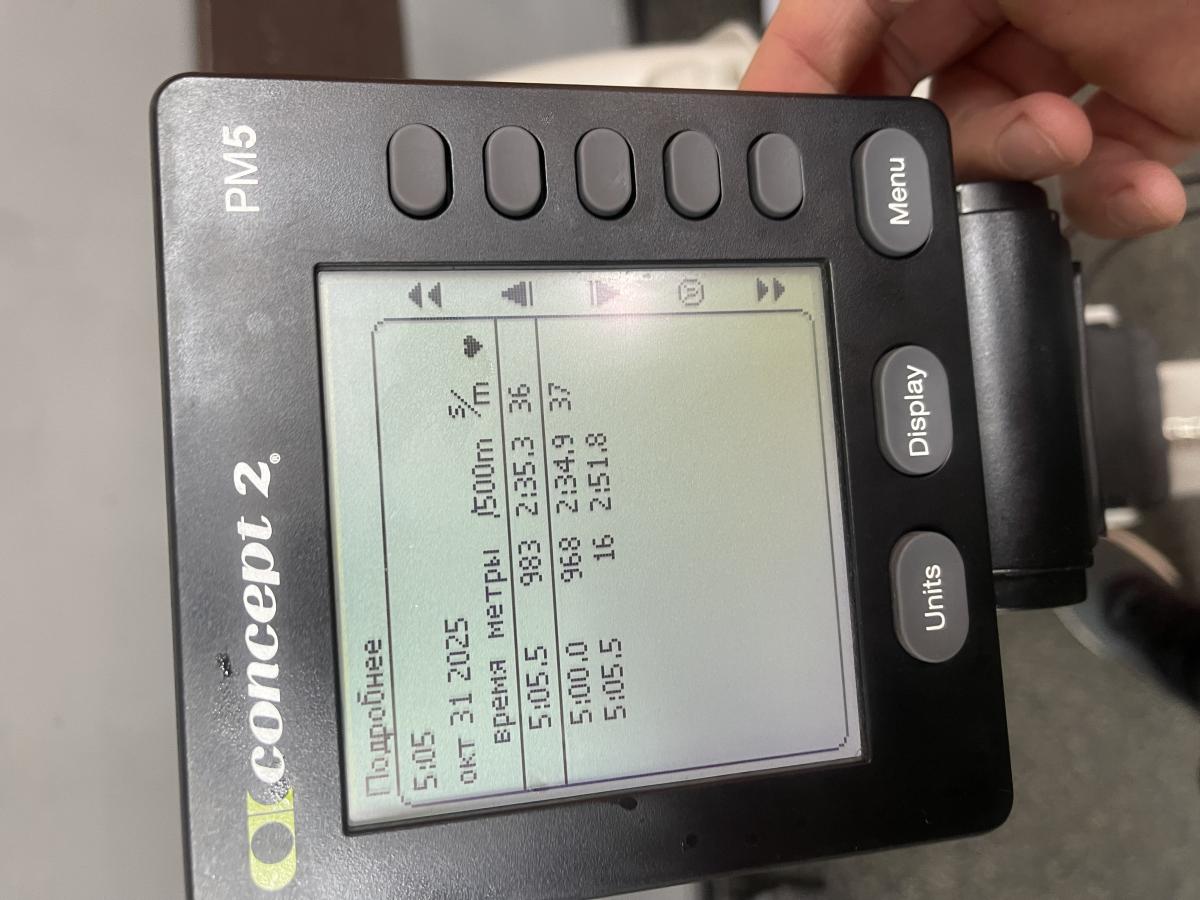 concept 2® PM5
Подробнее
5:05
окт 31 2025
время метры /500m s/m
5:05.5 983 2:35.3 36
5:00.0 968 2:34.9 37
5:05.5 16 2:51.8
Units Display Menu